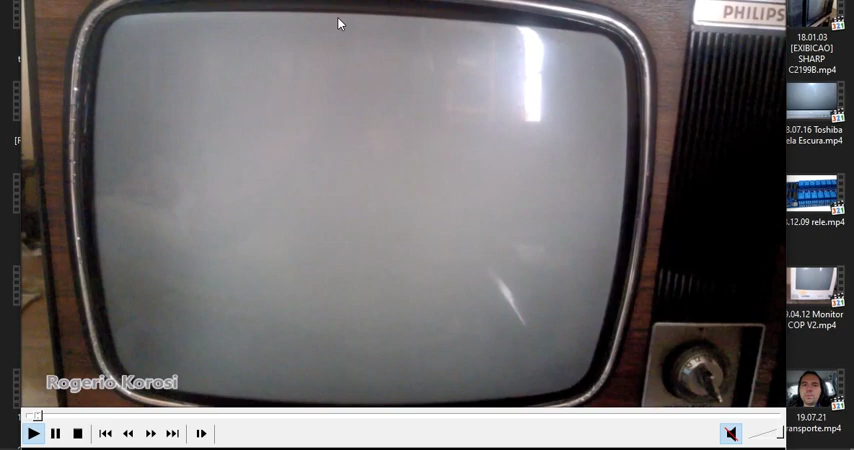 PHILIPS
18.01.03
[EXIBICAO]
SHARP
C2199B.mp4
8.07.16 Toshiba
ela Escura.mp4
.12.09 rele.mp4
9.04.12 Monitor
COP V2.mp4
Rogerio Korosi
19.07.21
ransporte.mp4